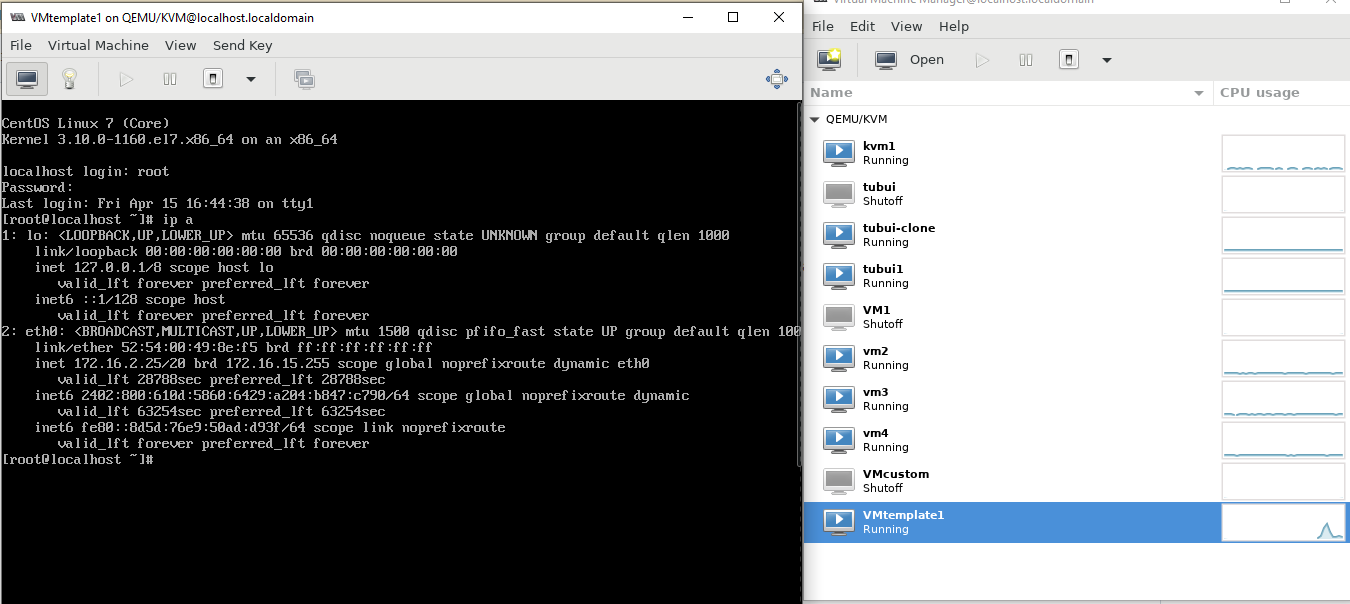 VMtemplate1 on QEMU/KVM@localhost.localdomain
File Virtual Machine View Send Key
CentOS Linux 7 (Core)
Kernel 3.10.0-1160.el7.x86_64 on an x86_64
localhost login: root
Password:
Last login: Fri Apr 15 16:44:38 on tty1
[root@localhost ~]# ip a
1: lo: <LOOPBACK,UP,LOWER_UP> mtu 65536 qdisc noqueue state UNKNOWN group default qlen 1000
link/loopback 00:00:00:00:00:00 brd 00:00:00:00:00:00
inet 127.0.0.1/8 scope host lo
valid_lft forever preferred_lft forever
inet6 ::1/128 scope host
valid_lft forever preferred_lft forever
2: eth0: <BROADCAST,MULTICAST,UP,LOWER_UP> mtu 1500 qdisc pfifo_fast state UP group default qlen 100
link/ether 52:54:00:49:8e:f5 brd ff:ff:ff:ff:ff:ff
inet 172.16.2.25/20 brd 172.16.15.255 scope global noprefixroute dynamic eth0
valid_lft 28788sec preferred_lft 28788sec
inet6 2402:800:610d:5860:6429:a204:b847:c790/64 scope global noprefixroute dynamic
valid_lft 63254sec preferred_lft 63254sec
inet6 fe80::8d5d:76e9:50ad:d93f/64 scope link noprefixroute
valid_lft forever preferred_lft forever
[root@localhost ~]#
Virtual Machine Manager@localhost.localdomain
File Edit View Help
Open
Name CPU usage
QEMU/KVM
kvm1
Running
tubui
Shutoff
tubui-clone
Running
tubui1
Running
VM1
Shutoff
vm2
Running
vm3
Running
vm4
Running
VMcustom
Shutoff
VMtemplate1
Running